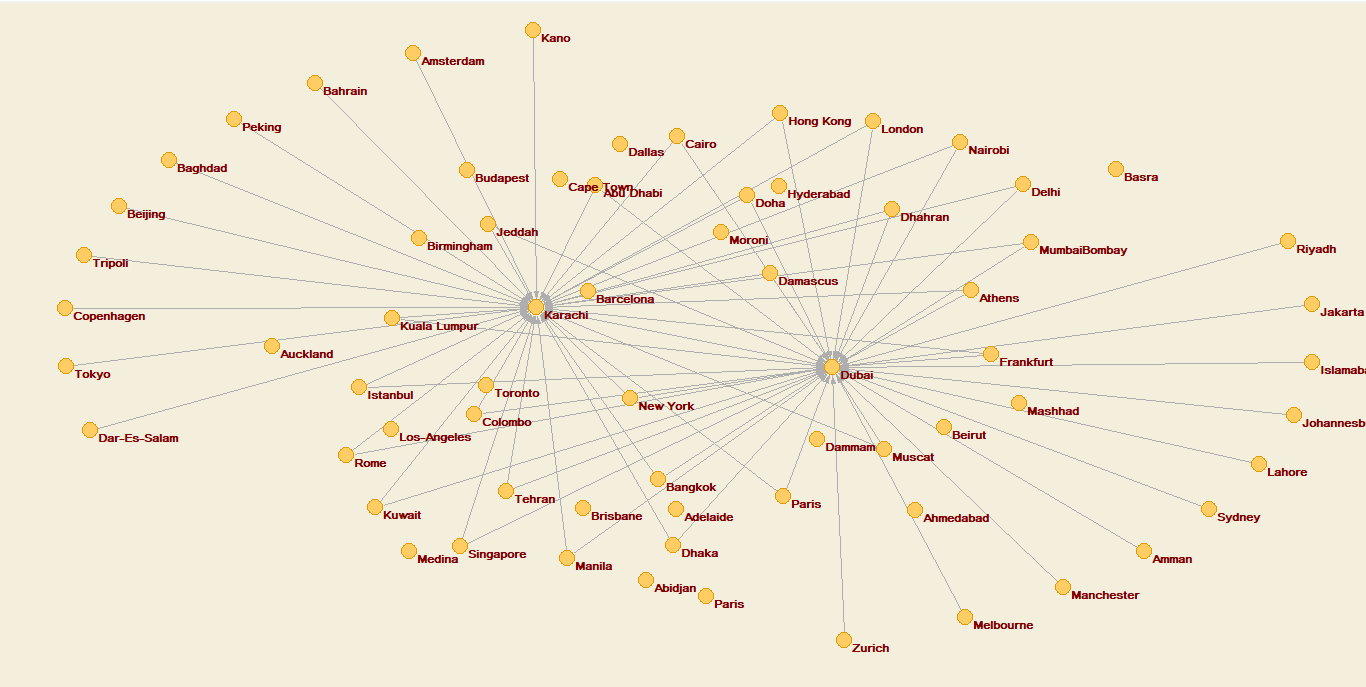 Kano
Amsterdam
Bahrain
Peking
Hong Kong
London
Cairo
Dallas
Nairobi
Baghdad
Basra
Budapest
Cape Town
Abu Dhabi
Hyderabad
Delhi
Doha
Beijing
Dhahran
Jeddah
Moroni
Birmingham
Riyadh
MumbaiBombay
Tripoli
Damascus
Barcelona
Athens
Jakarta
Karachi
Copenhagen
Kuala Lumpur
Auckland
Frankfurt
Islamaba
Tokyo
Dubai
Toronto
Istanbul
New York
Mashhad
Colombo
Johannesb
Beirut
Los-Angeles
Dar-Es-Salam
Dammam
Muscat
Rome
Lahore
Bangkok
Tehran
Paris
Kuwait
Brisbane
Adelaide
Ahmedabad
Sydney
Dhaka
Singapore
Medina
Amman
Manila
Abidjan
Manchester
Paris
Melbourne
Zurich